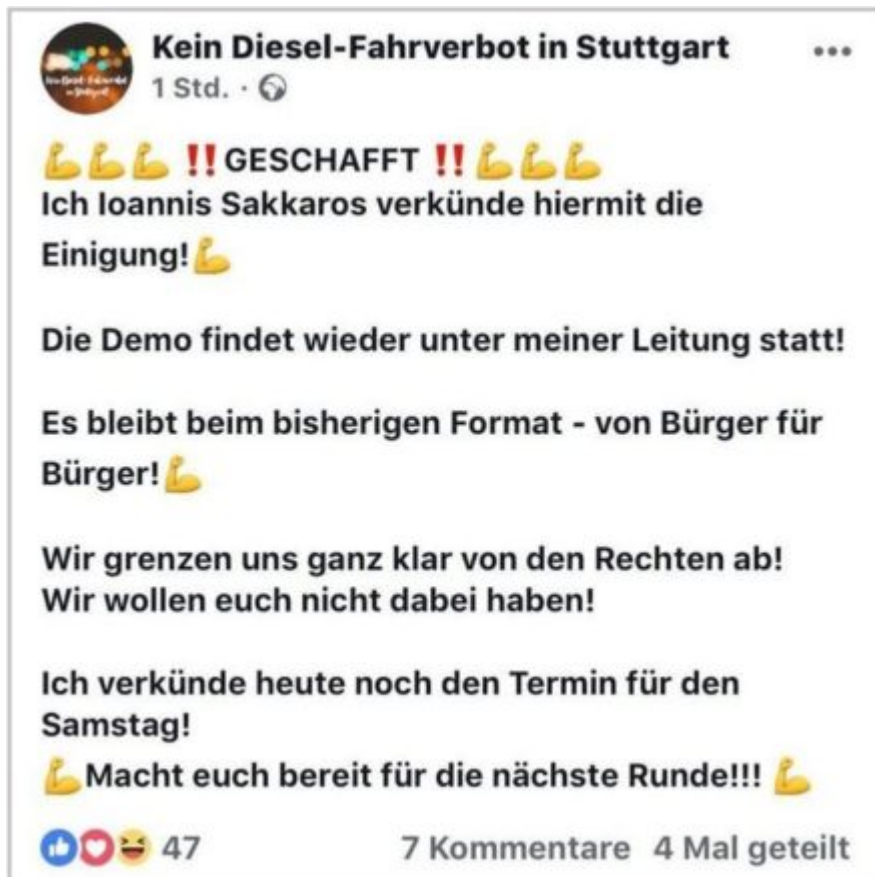 Kein Diesel-Fahrverbot in Stuttgart
1 Std. ·
💪💪💪 ‼️GESCHAFFT ‼️💪💪💪
Ich Ioannis Sakkaros verkünde hiermit die
Einigung!💪
Die Demo findet wieder unter meiner Leitung statt!
Es bleibt beim bisherigen Format - von Bürger für
Bürger!💪
Wir grenzen uns ganz klar von den Rechten ab!
Wir wollen euch nicht dabei haben!
Ich verkünde heute noch den Termin für den
Samstag!
💪Macht euch bereit für die nächste Runde!!! 💪
47 7 Kommentare 4 Mal geteilt